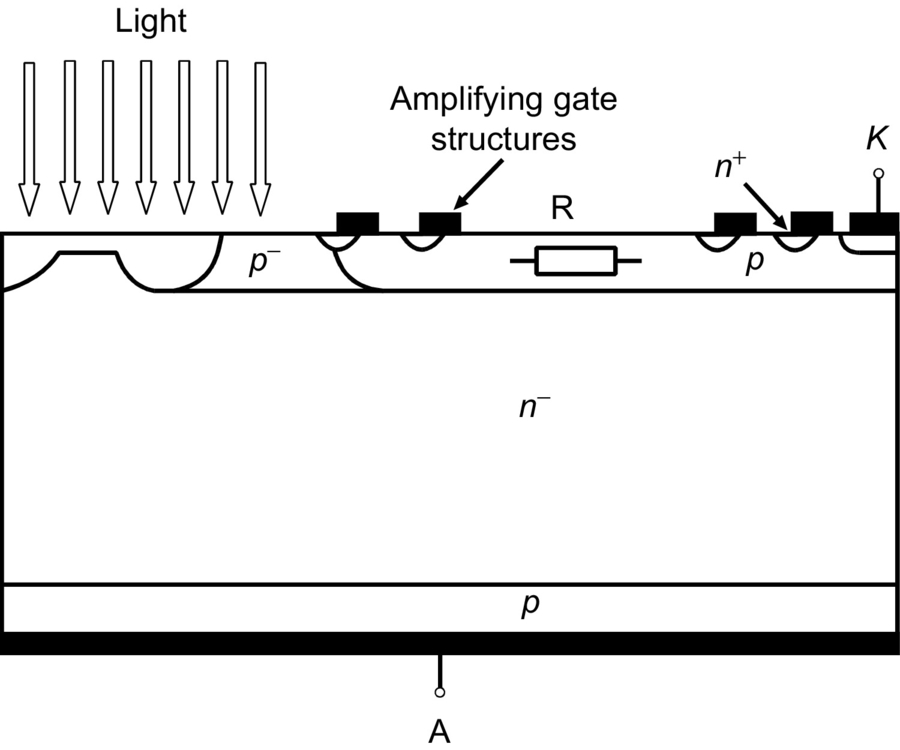 Light
Amplifying gate
structures
K
n⁺
R
p⁻
p
n⁻
p
A